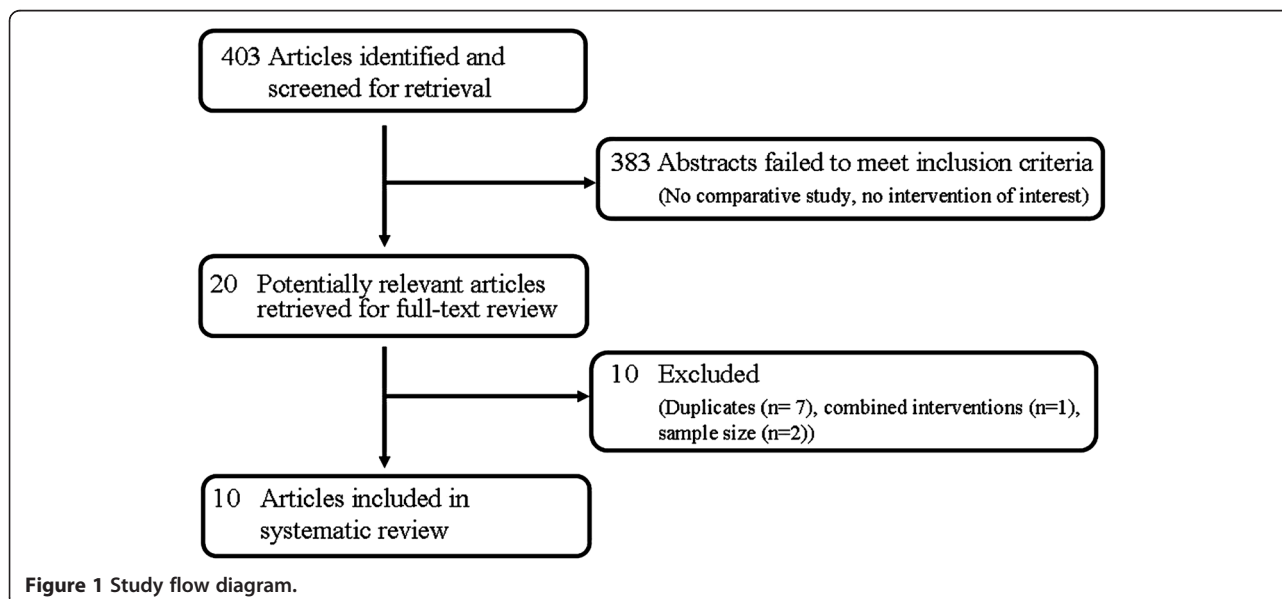 403 Articles identified and
screened for retrieval
383 Abstracts failed to meet inclusion criteria
(No comparative study, no intervention of interest)
20 Potentially relevant articles
retrieved for full-text review
10 Excluded
(Duplicates (n= 7), combined interventions (n=1),
sample size (n=2))
10 Articles included in
systematic review
Figure 1 Study flow diagram.